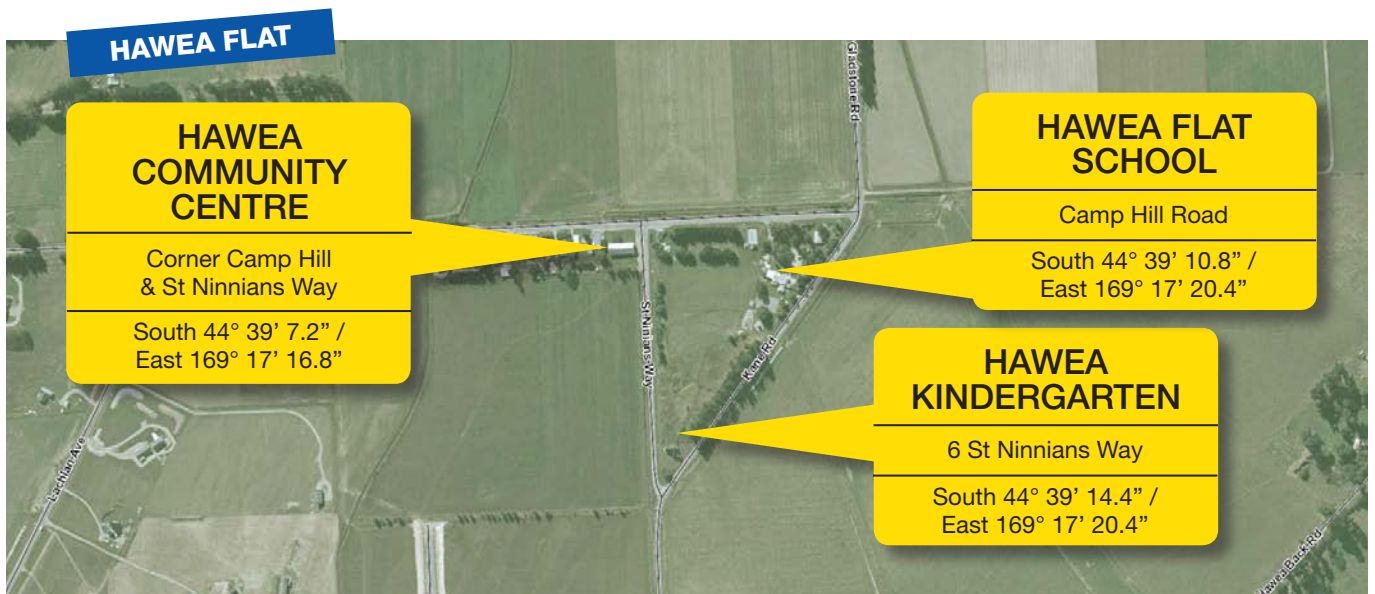 HAWEA FLAT
HAWEA
COMMUNITY
CENTRE
Corner Camp Hill
& St Ninnians Way
South 44° 39’ 7.2” /
East 169° 17’ 16.8”
Gladstone Rd
HAWEA FLAT
SCHOOL
Camp Hill Road
South 44° 39’ 10.8” /
East 169° 17’ 20.4”
St Ninians Way
Kane Rd
HAWEA
KINDERGARTEN
6 St Ninnians Way
South 44° 39’ 14.4” /
East 169° 17’ 20.4”
Lachlan Ave
Hawea Back Rd